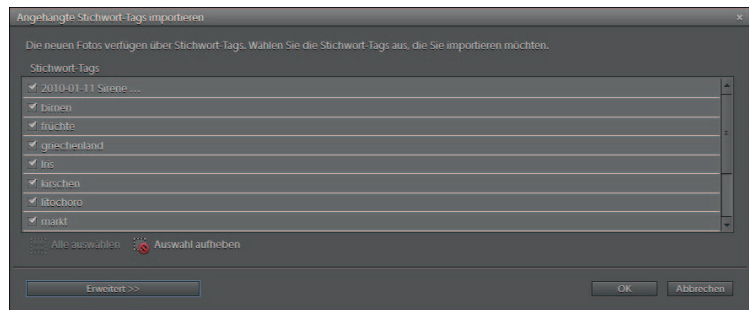 Angehängte Stichwort-Tags importieren
Die neuen Fotos verfügen über Stichwort-Tags. Wählen Sie die Stichwort-Tags aus, die Sie importieren möchten.
Stichwort-Tags
2010-01-11 Sirene ....
birnen
früchte
griechenland
Iris
kirschen
litochoro
markt
Alle auswählen Auswahl aufheben
Erweitert >> OK Abbrechen